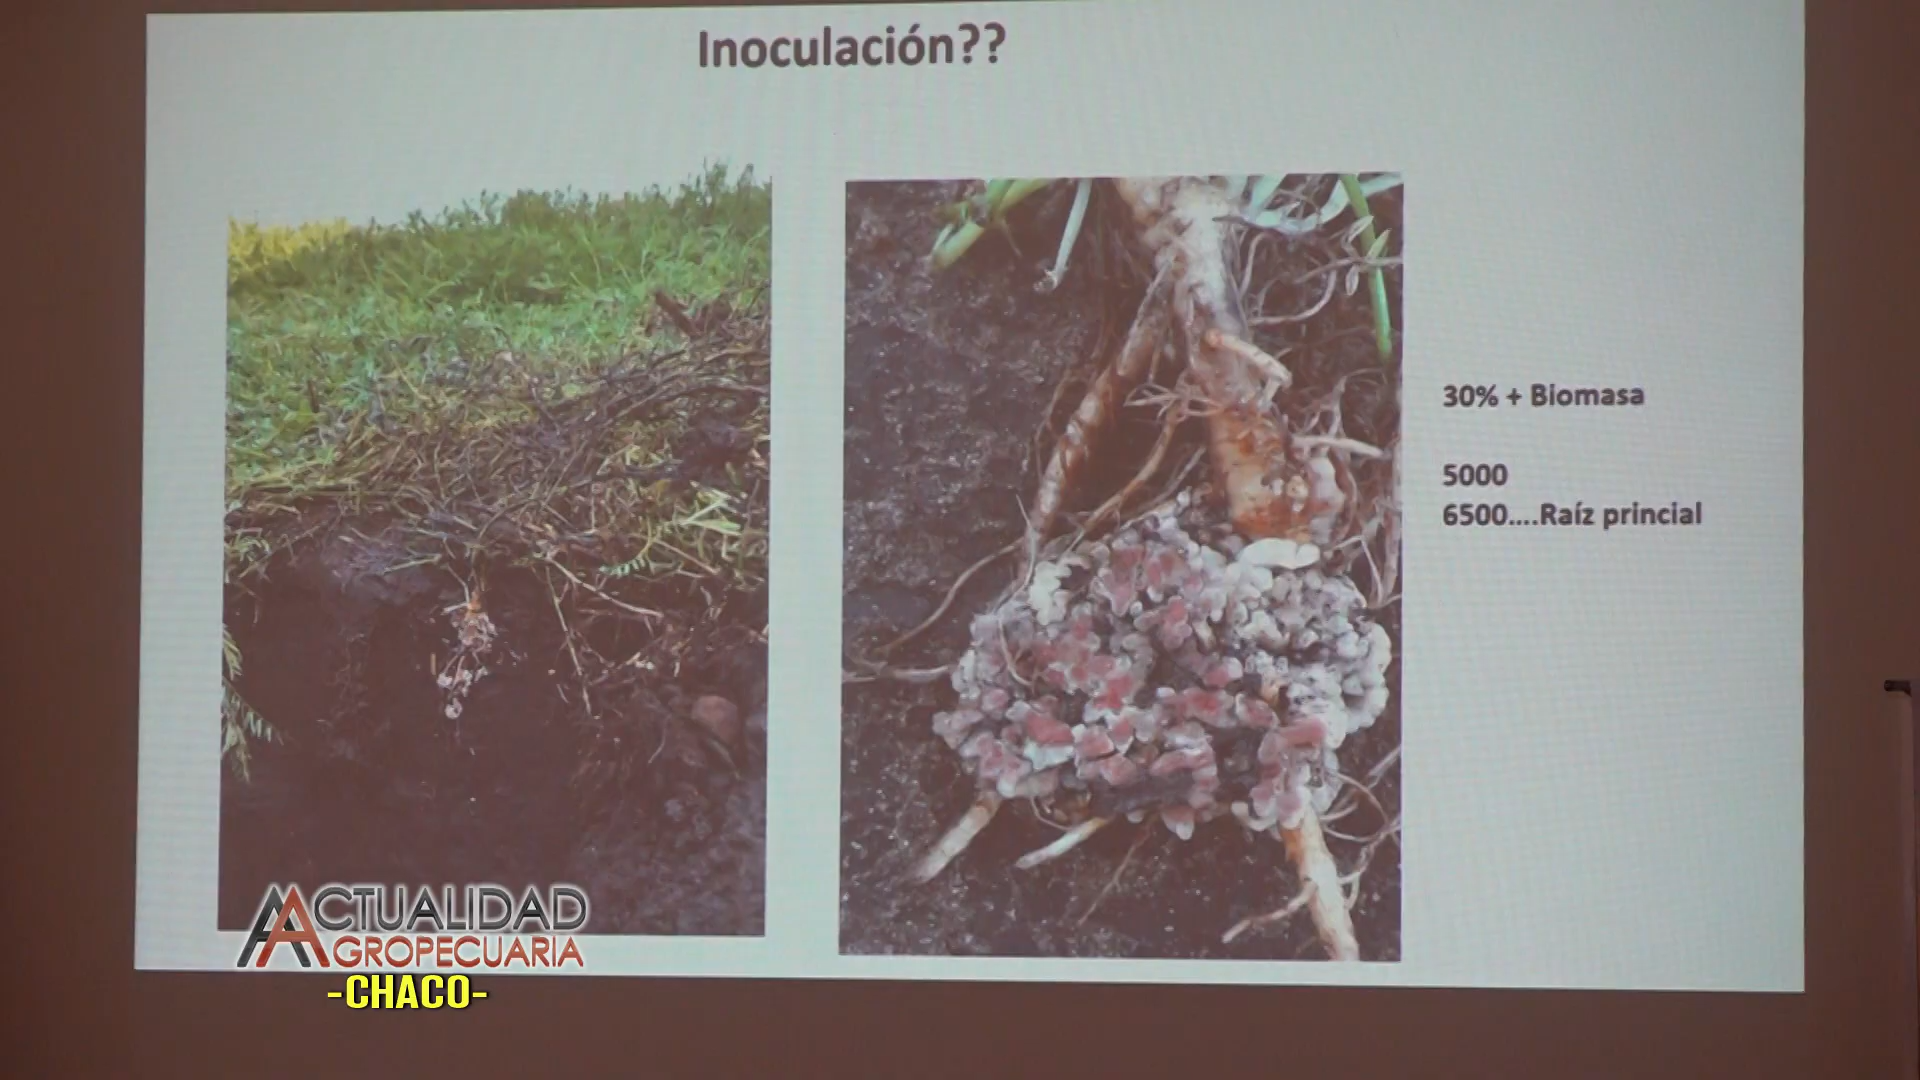 Inoculación??
30% + Biomasa
5000
6500....Raíz princial
ACTUALIDAD
AGROPECUARIA
-CHACO-